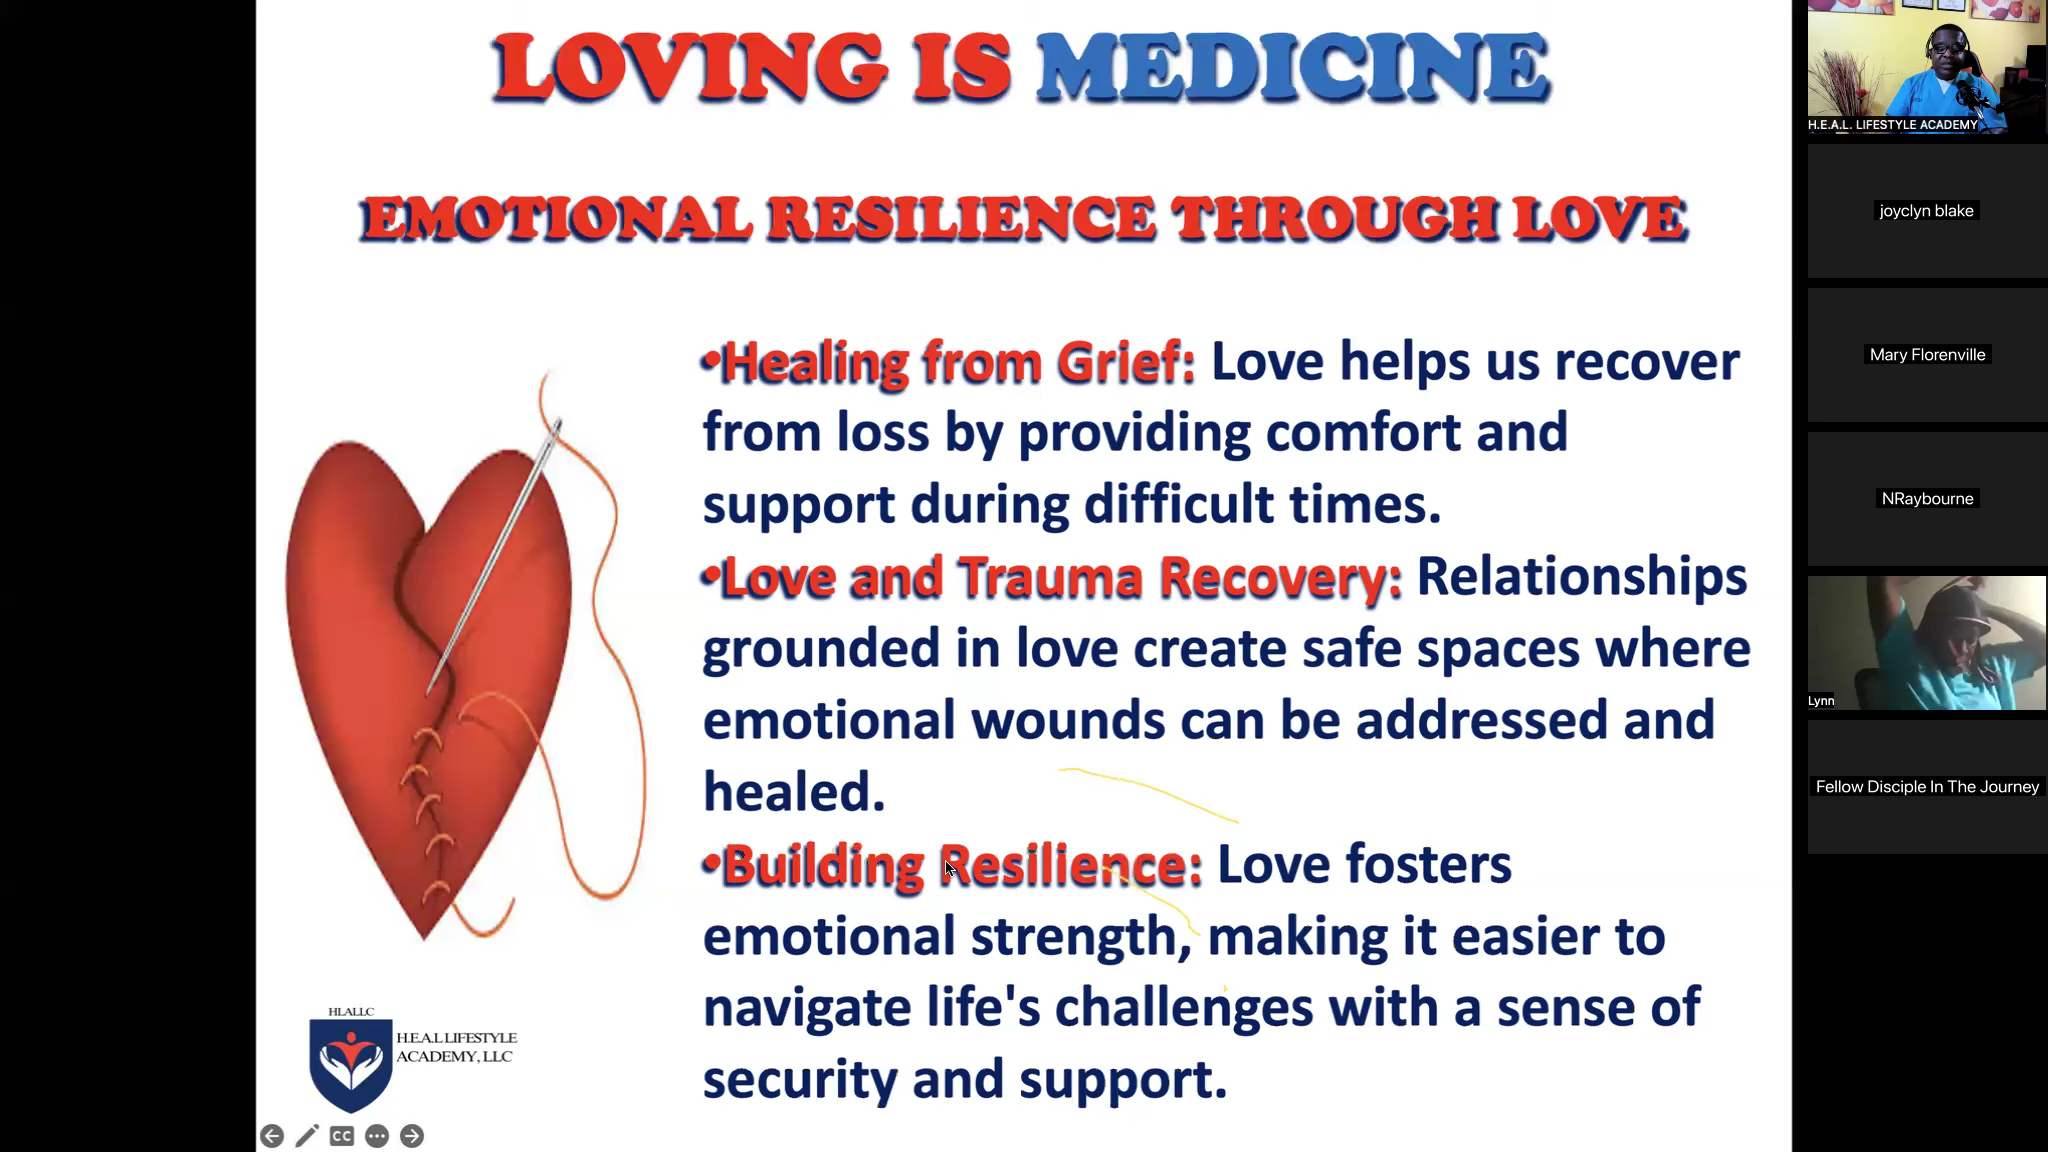 LOVING IS MEDICINE
EMOTIONAL RESILIENCE THROUGH LOVE
•Healing from Grief: Love helps us recover
from loss by providing comfort and
support during difficult times.
•Love and Trauma Recovery: Relationships
grounded in love create safe spaces where
emotional wounds can be addressed and
healed.
•Building Resilience: Love fosters
emotional strength, making it easier to
navigate life's challenges with a sense of
security and support.
HLALLC
H.E.A.L LIFESTYLE
ACADEMY, LLC
CC
H.E.A.L. LIFESTYLE ACADEMY
joyclyn blake
Mary Florenville
NRaybourne
Lynn
Fellow Disciple In The Journey